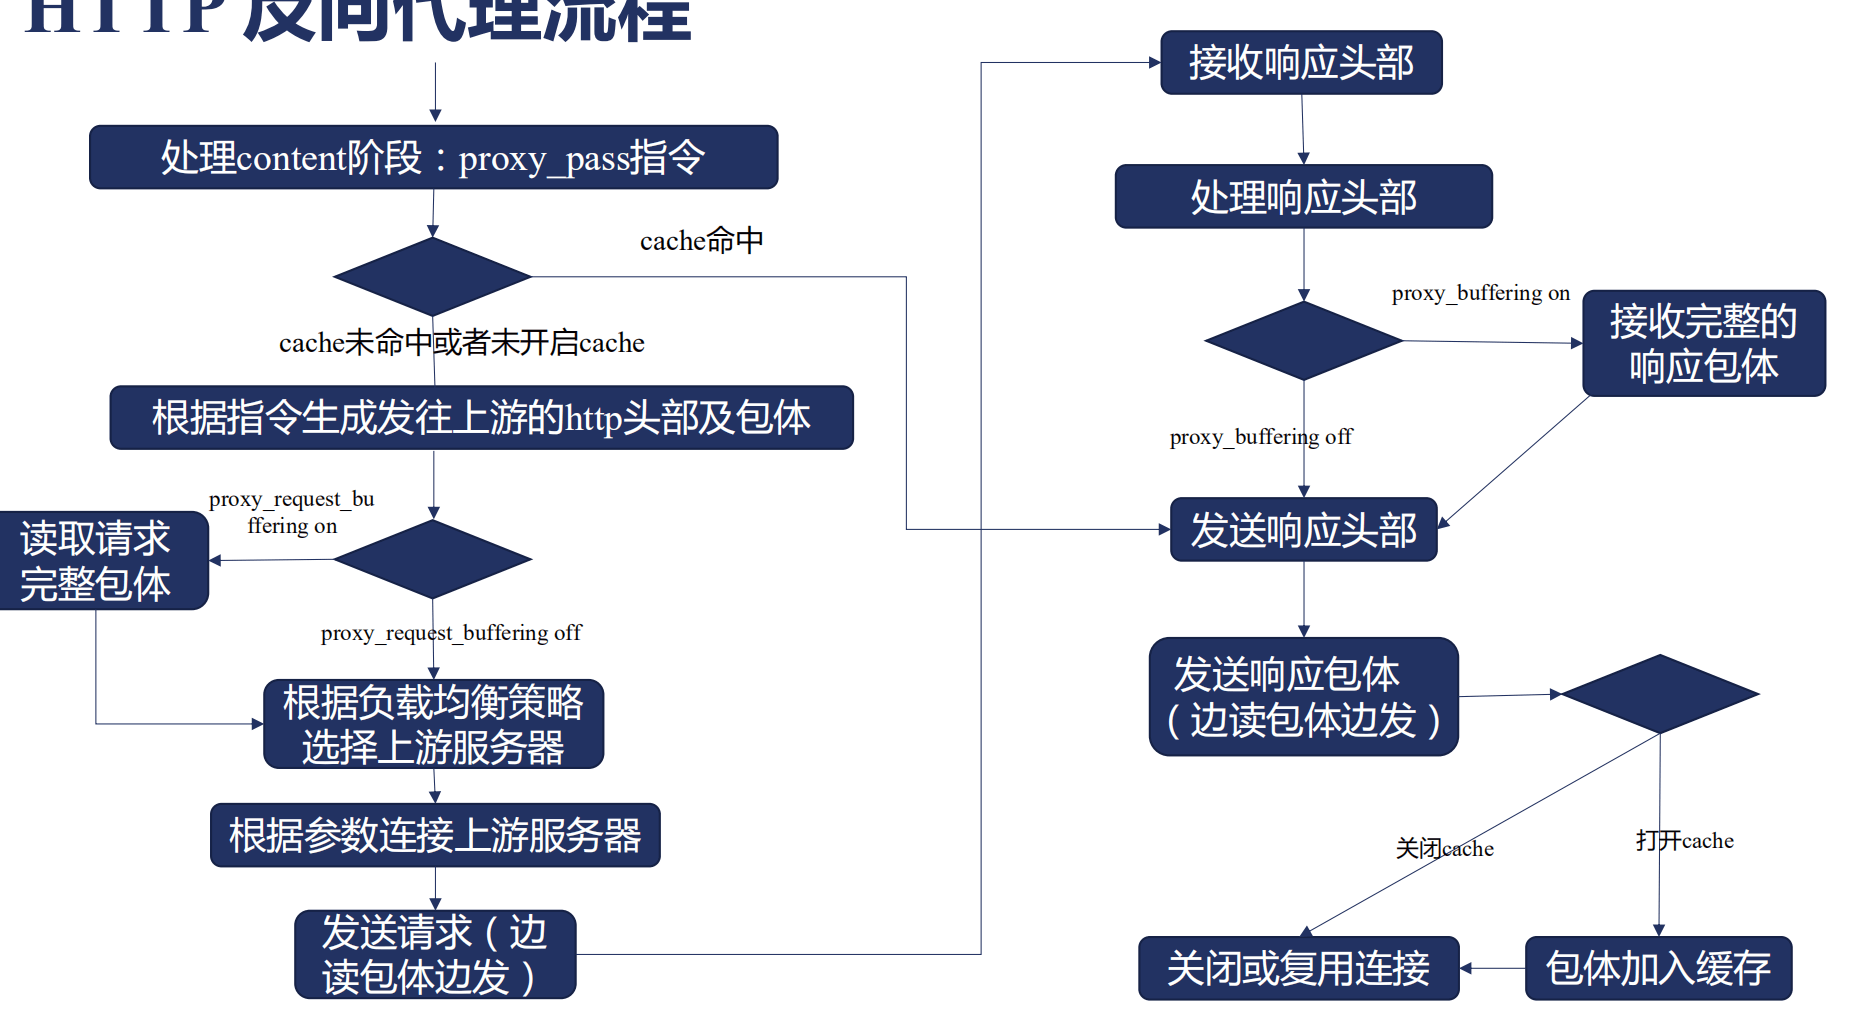 HTTP反向代理流程
处理content阶段：proxy_pass指令
cache命中
cache未命中或者未开启cache
根据指令生成发往上游的http头部及包体
proxy_request_bu
ffering on
读取请求
完整包体
proxy_request_buffering off
根据负载均衡策略
选择上游服务器
根据参数连接上游服务器
发送请求（边
读包体边发）
接收响应头部
处理响应头部
proxy_buffering on
接收完整的
响应包体
proxy_buffering off
发送响应头部
发送响应包体
（边读包体边发）
关闭cache
打开cache
关闭或复用连接
包体加入缓存